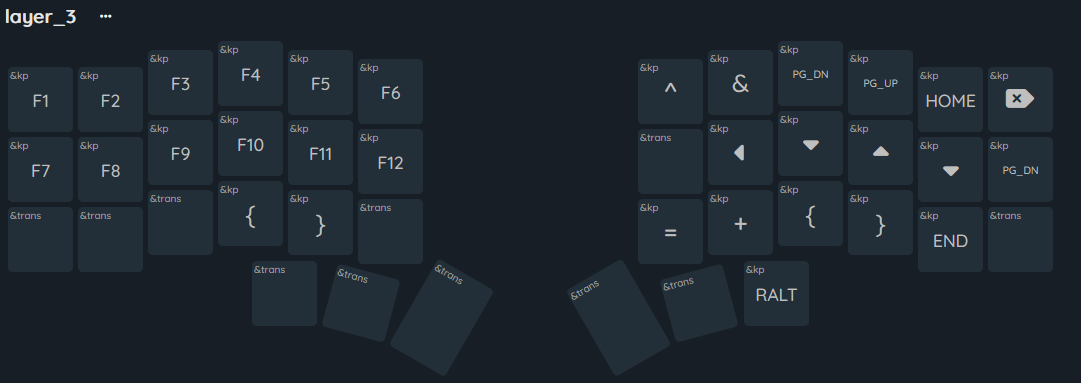 layer_3 ...
&kp F1
&kp F2
&kp F3
&kp F4
&kp F5
&kp F6
&kp ^
&kp &
&kp PG_DN
&kp PG_UP
&kp HOME
&kp
&kp F7
&kp F8
&kp F9
&kp F10
&kp F11
&kp F12
&trans
&kp
&kp
&kp
&kp
&kp PG_DN
&trans
&trans
&trans
&kp {
&kp }
&trans
&kp =
&kp +
&kp {
&kp }
&kp END
&trans
&trans
&trans
&trans
&trans
&trans
&kp RALT